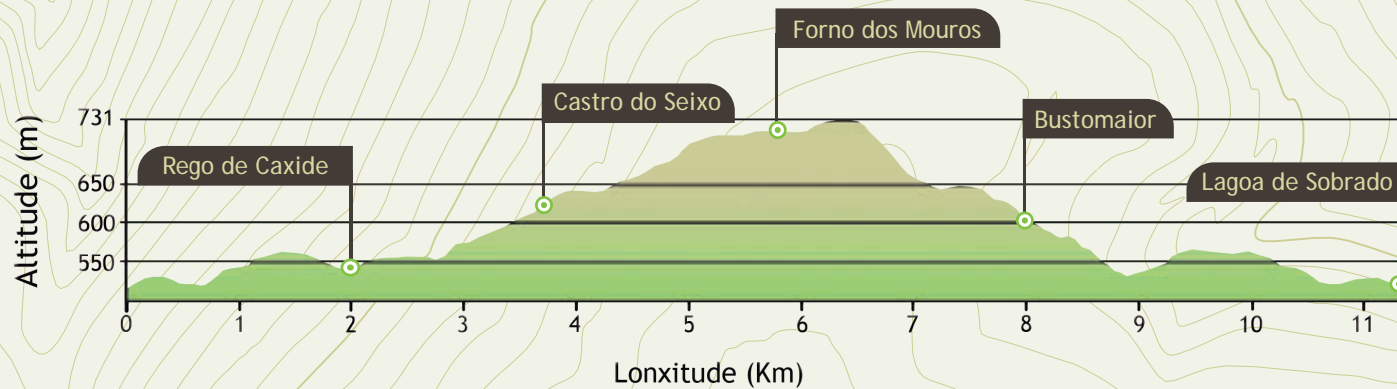 Forno dos Mouros
Castro do Seixo
Bustomaior
Rego de Caxide
Lagoa de Sobrado
Altitude (m)
731
650
600
550
0 1 2 3 4 5 6 7 8 9 10 11
Lonxitude (Km)